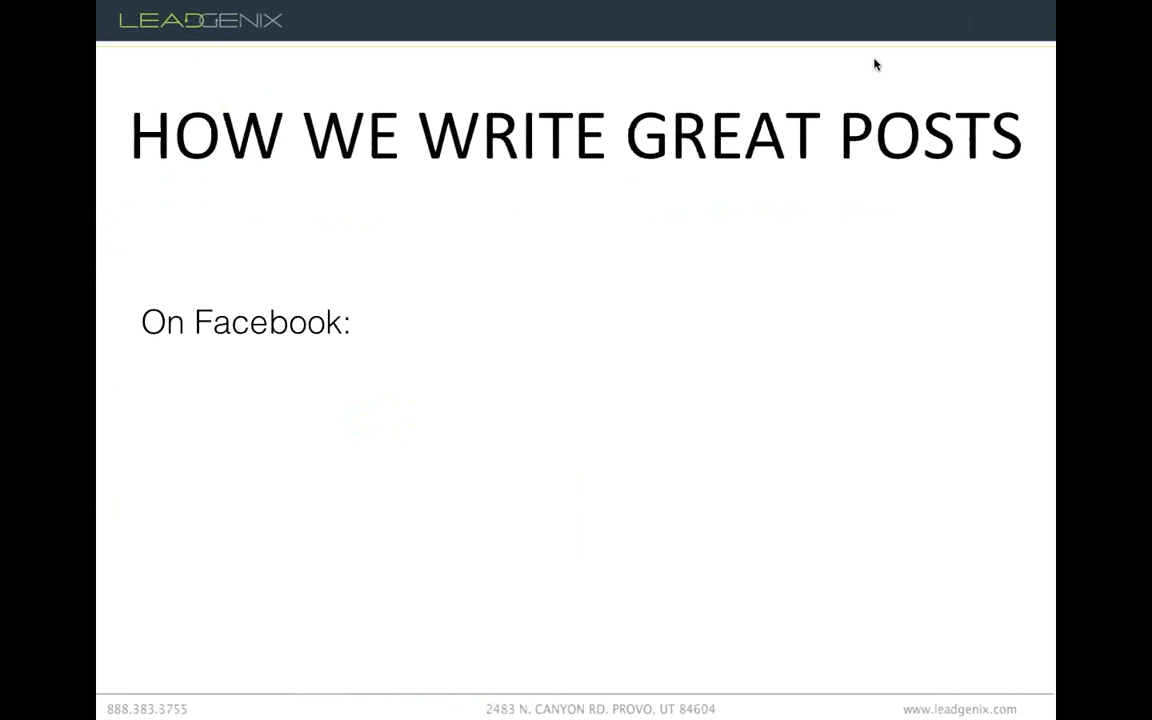 LEADGENIX
HOW WE WRITE GREAT POSTS
On Facebook:
888.383.3755
2483 N. CANYON RD. PROVO, UT 84604
www.leadgenix.com